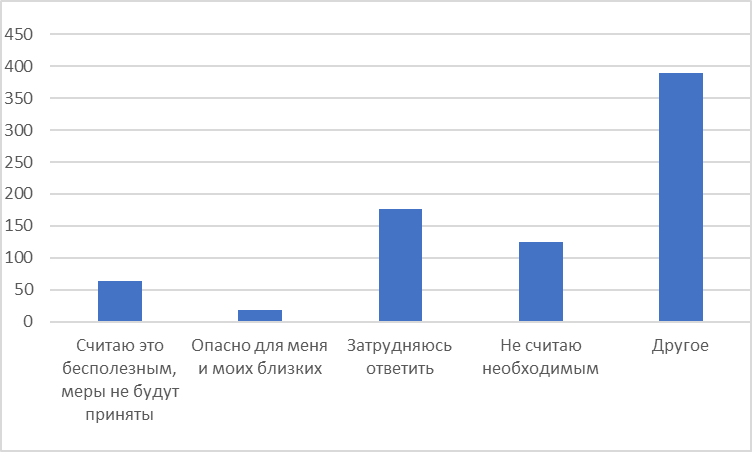 450
400
350
300
250
200
150
100
50
0
Считаю это
бесполезным,
меры не будут
приняты
Опасно для меня
и моих близких
Затрудняюсь
ответить
Не считаю
необходимым
Другое